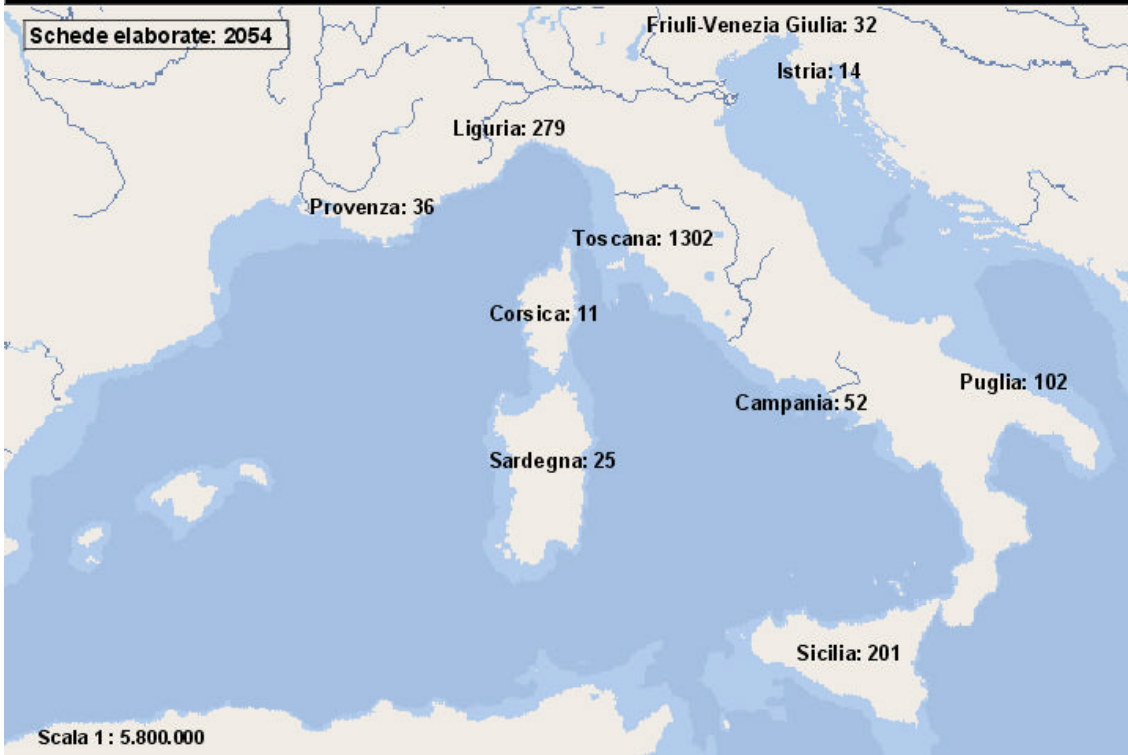 Schede elaborate: 2054
Friuli-Venezia Giulia: 32
Istria: 14
Liguria: 279
Provenza: 36
Toscana: 1302
Corsica: 11
Puglia: 102
Campania: 52
Sardegna: 25
Sicilia: 201
Scala 1 : 5.800.000